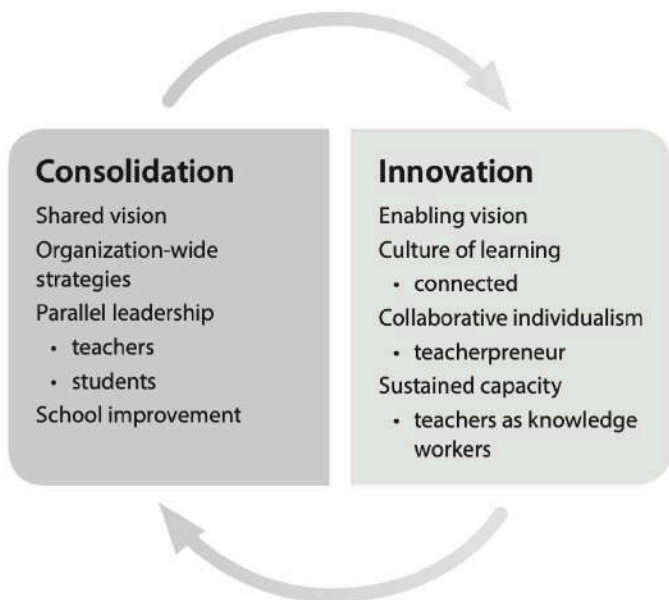 Consolidation
Shared vision
Organization-wide
strategies
Parallel leadership
• teachers
• students
School improvement
Innovation
Enabling vision
Culture of learning
• connected
Collaborative individualism
• teacherpreneur
Sustained capacity
• teachers as knowledge
workers